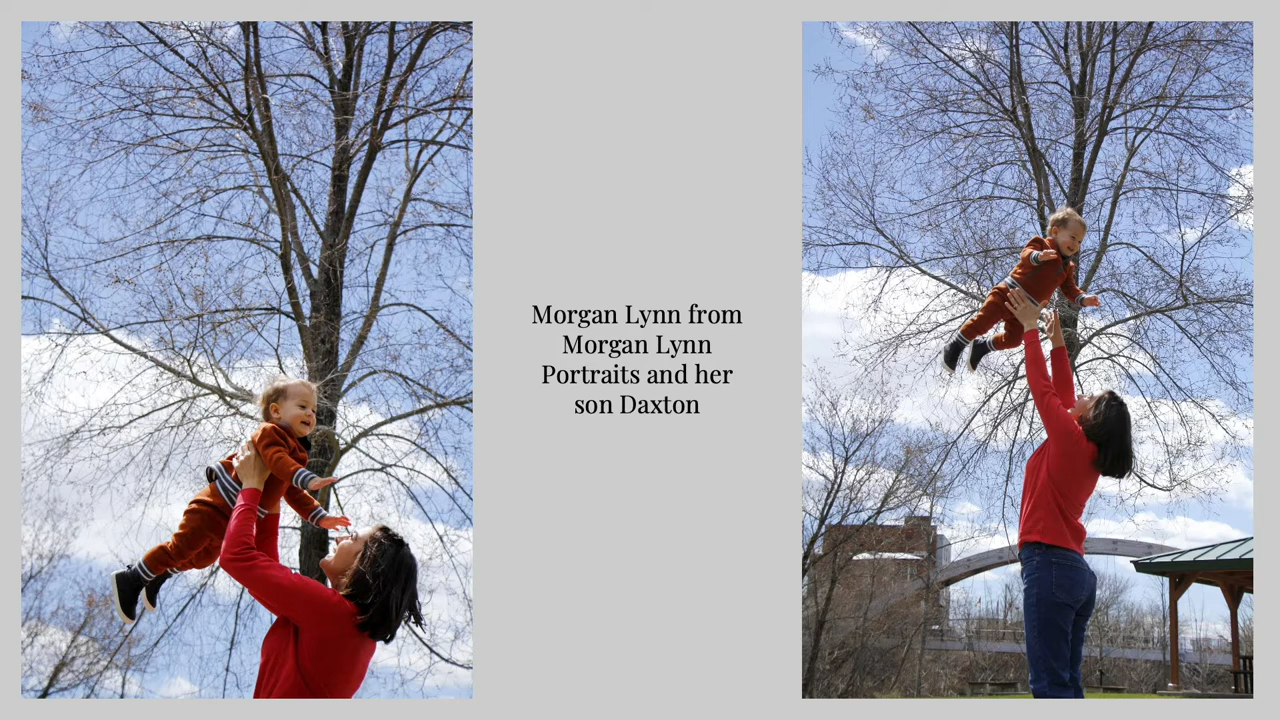 Morgan Lynn from
Morgan Lynn
Portraits and her
son Daxton